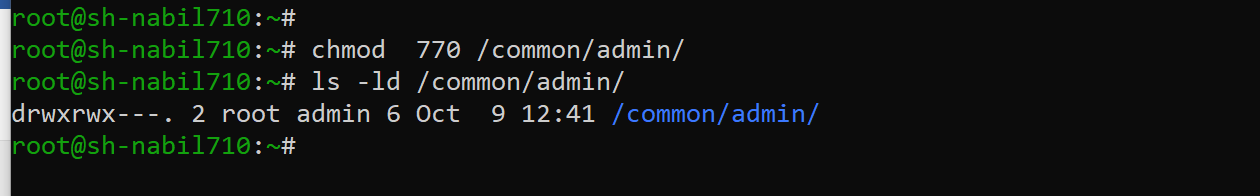 root@sh-nabil710:~#
root@sh-nabil710:~# chmod  770 /common/admin/
root@sh-nabil710:~# ls -ld /common/admin/
drwxrwx---. 2 root admin 6 Oct  9 12:41 /common/admin/
root@sh-nabil710:~#